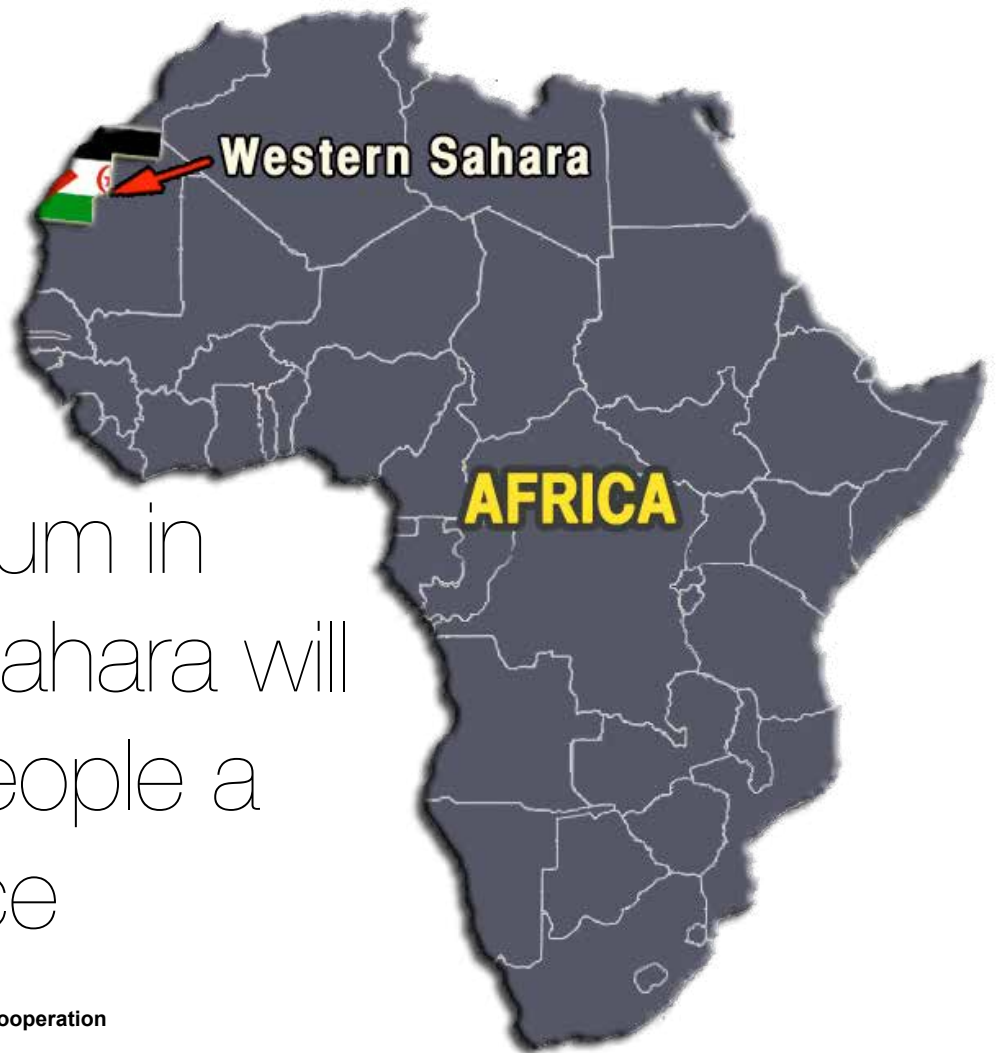 Western Sahara
AFRICA
um in
ahara will
eople a
ce
ooperation